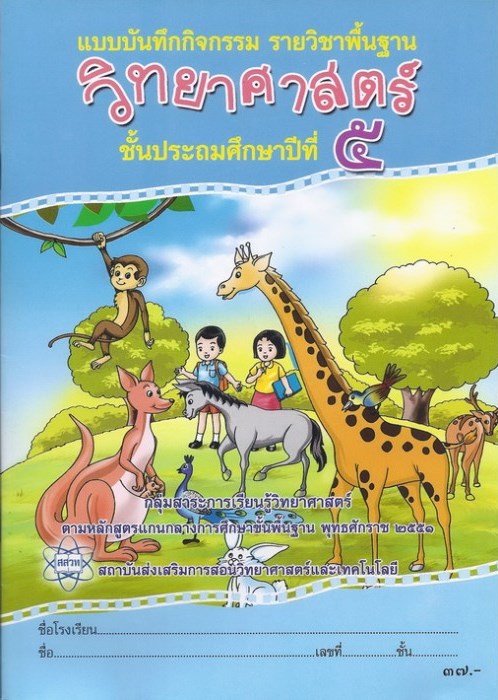 แบบบันทึกกิจกรรม รายวิชาพื้นฐาน
วิทยาศาสตร์
ชั้นประถมศึกษาปีที่ ๕
กลุ่มสาระการเรียนรู้วิทยาศาสตร์
ตามหลักสูตรแกนกลางการศึกษาขั้นพื้นฐาน พุทธศักราช ๒๕๕๑
สสวท
สถาบันส่งเสริมการสอนวิทยาศาสตร์และเทคโนโลยี
ชื่อโรงเรียน
ชื่อ เลขที่ ชั้น
๓๗.-